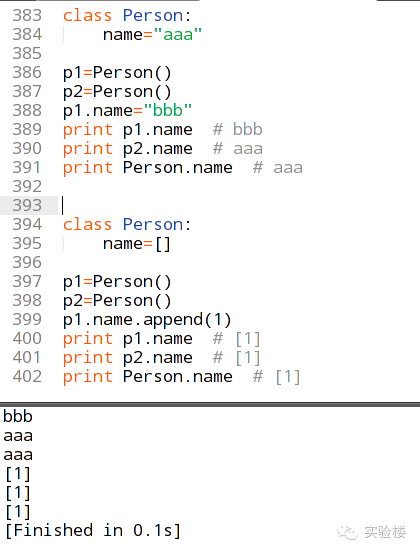 383 class Person:
384     name="aaa"
385
386 p1=Person()
387 p2=Person()
388 p1.name="bbb"
389 print p1.name  # bbb
390 print p2.name  # aaa
391 print Person.name  # aaa
392
393
394 class Person:
395     name=[]
396
397 p1=Person()
398 p2=Person()
399 p1.name.append(1)
400 print p1.name  # [1]
401 print p2.name  # [1]
402 print Person.name  # [1]
bbb
aaa
aaa
[1]
[1]
[1]
[Finished in 0.1s]
实验楼